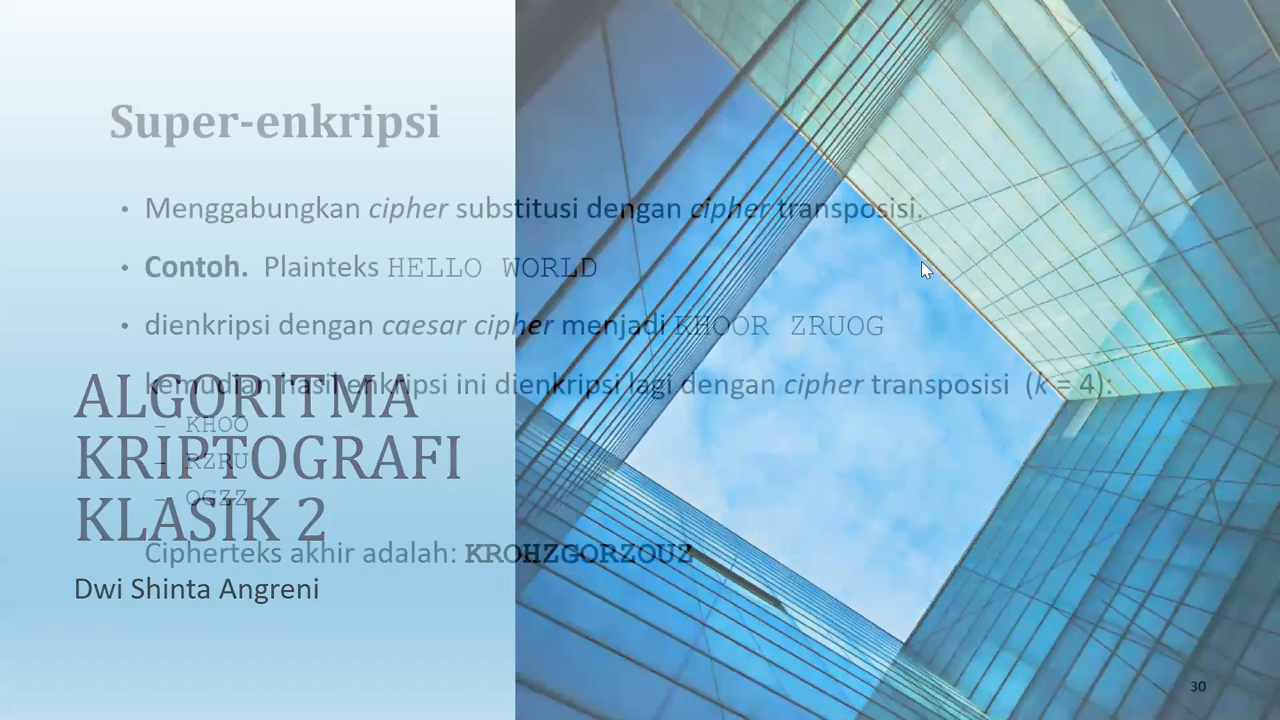 Super-enkripsi
• Menggabungkan cipher substitusi dengan cipher transposisi.
• Contoh. Plainteks HELLO WORLD
• dienkripsi dengan caesar cipher menjadi KHOOR ZRUOG
kemudian hasil enkripsi ini dienkripsi lagi dengan cipher transposisi (k = 4):
– KHOO
– RZRU
– OGZZ
Cipherteks akhir adalah: KROHZGORZOUZ
ALGORITMA
KRIPTOGRAFI
KLASIK 2
Dwi Shinta Angreni
30